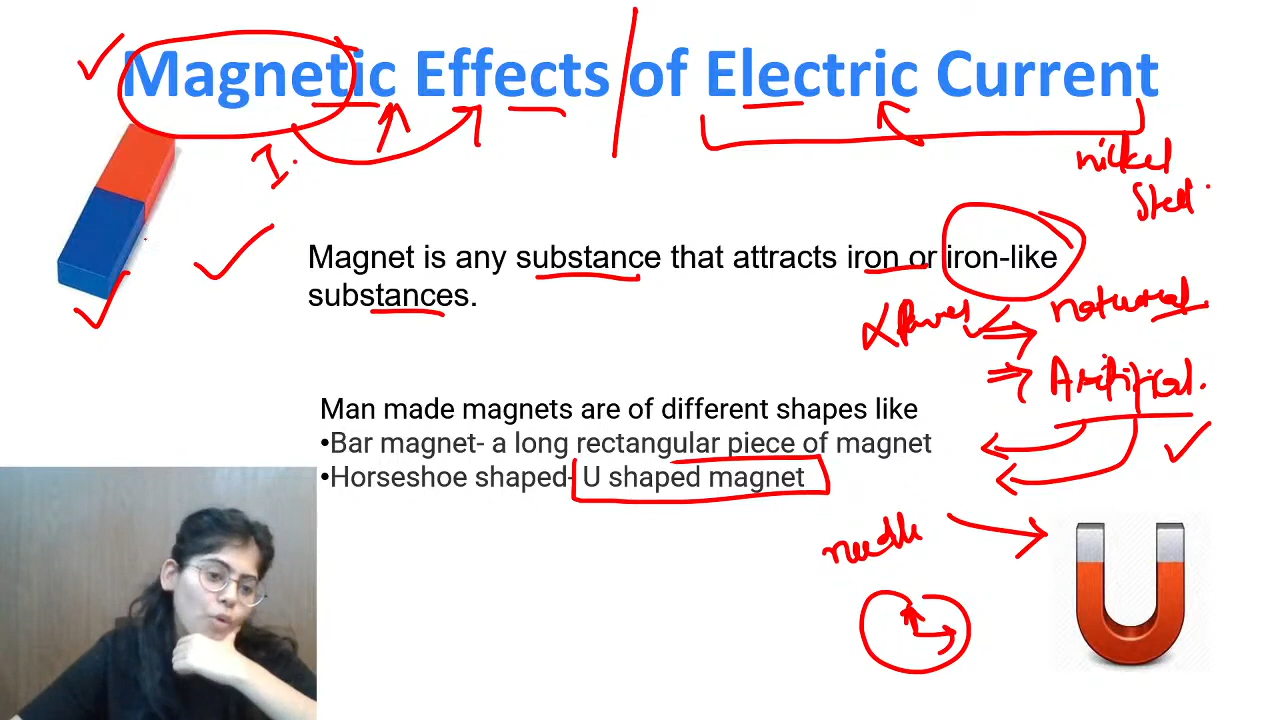 Magnetic Effects of Electric Current
I.
nickel
Steel
Magnet is any substance that attracts iron or iron-like
substances.
natural
Artificial.
Man made magnets are of different shapes like
•Bar magnet- a long rectangular piece of magnet
•Horseshoe shaped- U shaped magnet
needle